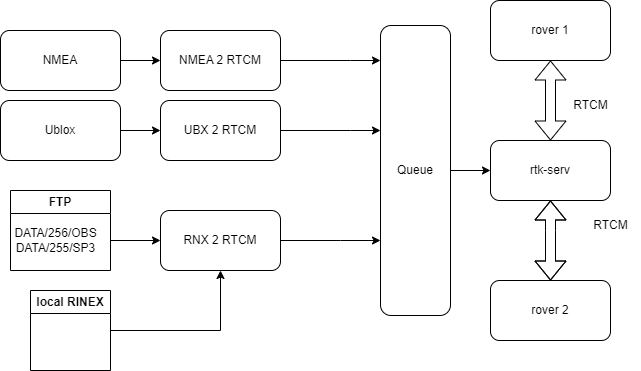 rover 1
NMEA
NMEA 2 RTCM
RTCM
Ublox
UBX 2 RTCM
Queue
rtk-serv
FTP
DATA/256/OBS
DATA/255/SP3
RNX 2 RTCM
RTCM
local RINEX
rover 2